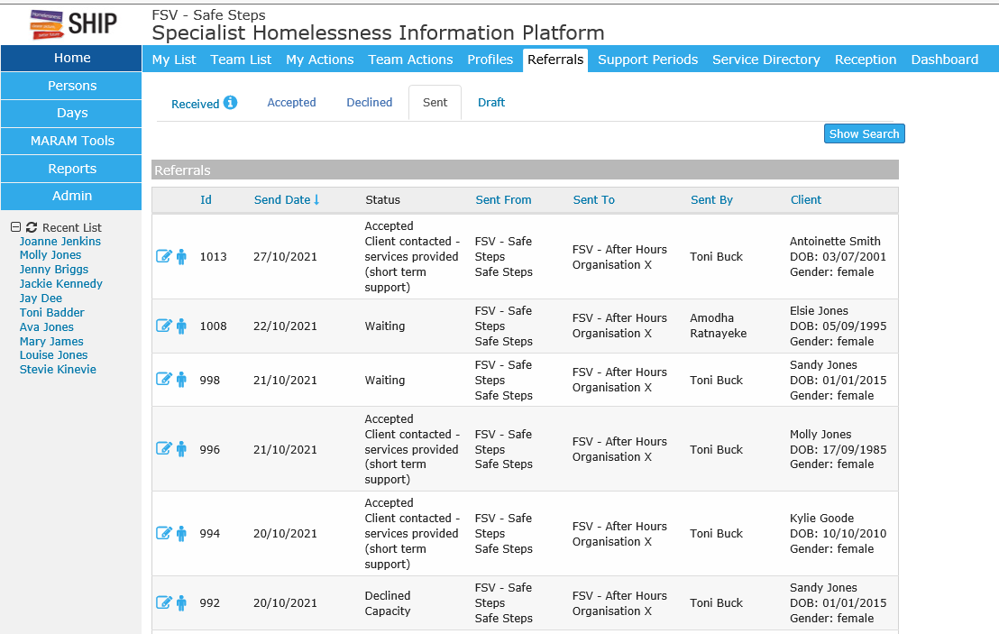 FSV - Safe Steps
SHIP
Specialist Homelessness Information Platform
Home
My List Team List My Actions Team Actions Profiles Referrals Support Periods Service Directory Reception Dashboard
Persons
Days
MARAM Tools
Reports
Admin
Recent List
Joanne Jenkins
Molly Jones
Jenny Briggs
Jackie Kennedy
Jay Dee
Toni Badder
Ava Jones
Mary James
Louise Jones
Stevie Kinevie
Received Accepted Declined Sent Draft
Show Search
Referrals
Id Send Date Status Sent From Sent To Sent By Client
1013
27/10/2021
Accepted
Client contacted -
services provided
(short term
support)
FSV - Safe
Steps
Safe Steps
FSV - After Hours
Organisation X
Toni Buck
Antoinette Smith
DOB: 03/07/2001
Gender: female
1008
22/10/2021
Waiting
FSV - Safe
Steps
Safe Steps
FSV - After Hours
Organisation X
Amodha
Ratnayeke
Elsie Jones
DOB: 05/09/1995
Gender: female
998
21/10/2021
Waiting
FSV - Safe
Steps
Safe Steps
FSV - After Hours
Organisation X
Toni Buck
Sandy Jones
DOB: 01/01/2015
Gender: female
996
21/10/2021
Accepted
Client contacted -
services provided
(short term
support)
FSV - Safe
Steps
Safe Steps
FSV - After Hours
Organisation X
Toni Buck
Molly Jones
DOB: 17/09/1985
Gender: female
994
20/10/2021
Accepted
Client contacted -
services provided
(short term
support)
FSV - Safe
Steps
Safe Steps
FSV - After Hours
Organisation X
Toni Buck
Kylie Goode
DOB: 10/10/2010
Gender: female
992
20/10/2021
Declined
Capacity
FSV - Safe
Steps
Safe Steps
FSV - After Hours
Organisation X
Toni Buck
Sandy Jones
DOB: 01/01/2015
Gender: female